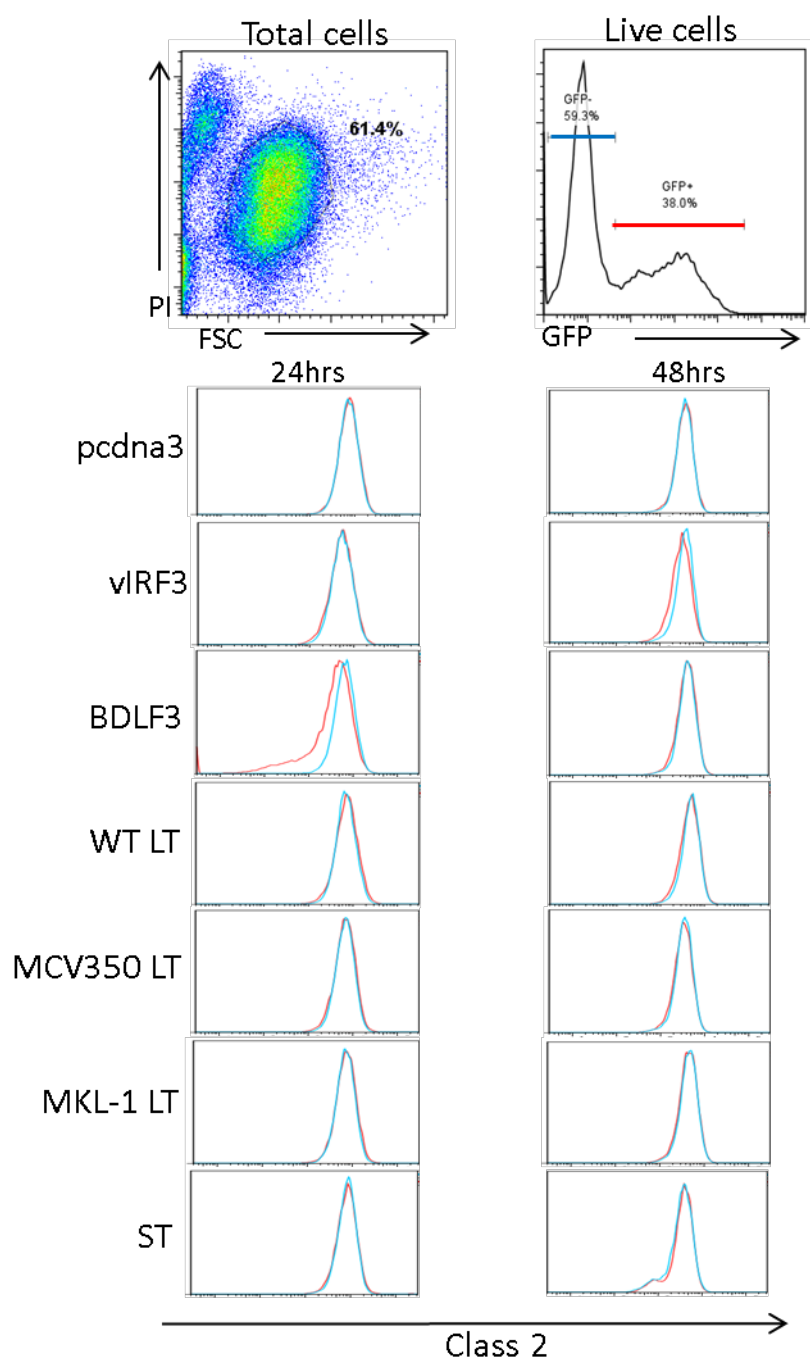 Total cells
Live cells
61.4%
GFP-
59.3%
GFP+
38.0%
PI
FSC
GFP
24hrs
48hrs
pcdna3
vIRF3
BDLF3
WT LT
MCV350 LT
MKL-1 LT
ST
Class 2